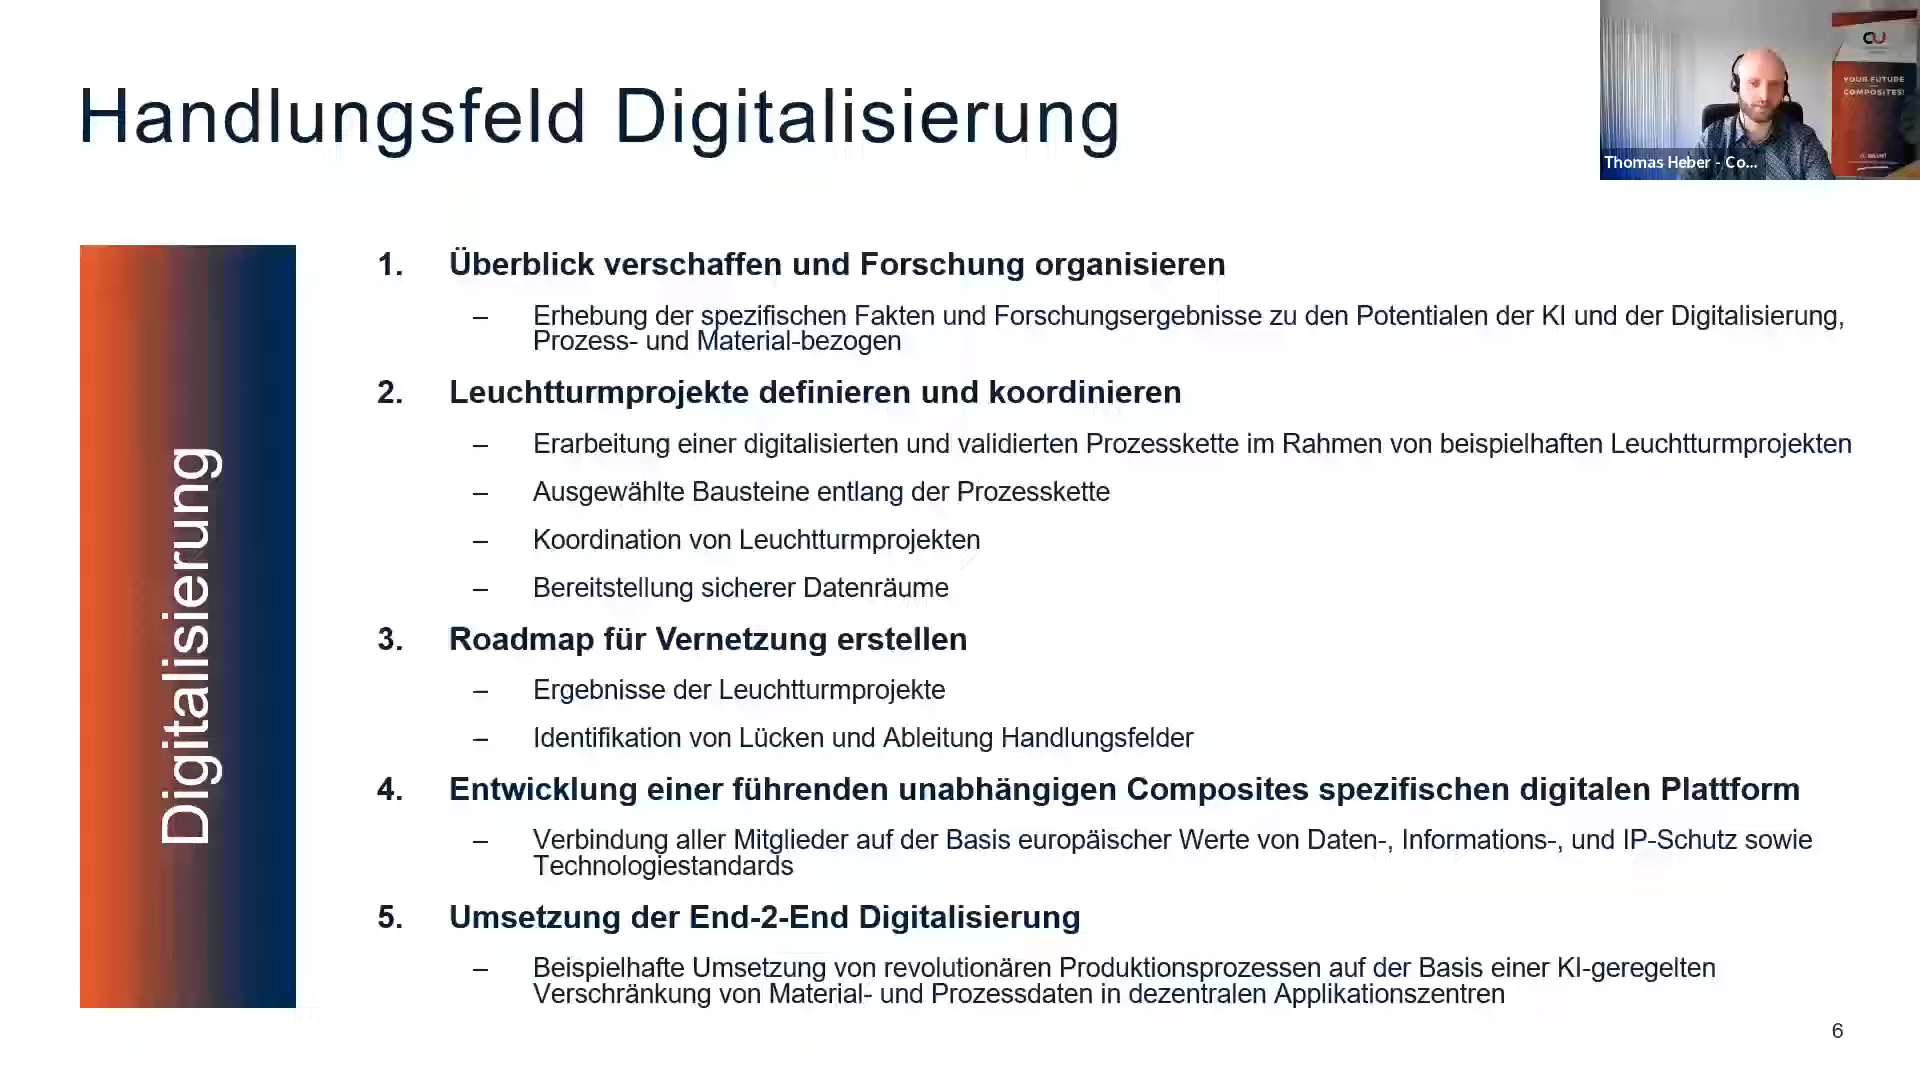 Handlungsfeld Digitalisierung
CU
YOUR FUTURE
COMPOSITES!
Thomas Heber - Co...
Digitalisierung
1. Überblick verschaffen und Forschung organisieren
– Erhebung der spezifischen Fakten und Forschungsergebnisse zu den Potentialen der KI und der Digitalisierung,
Prozess- und Material-bezogen
2. Leuchtturmprojekte definieren und koordinieren
– Erarbeitung einer digitalisierten und validierten Prozesskette im Rahmen von beispielhaften Leuchtturmprojekten
– Ausgewählte Bausteine entlang der Prozesskette
– Koordination von Leuchtturmprojekten
– Bereitstellung sicherer Datenräume
3. Roadmap für Vernetzung erstellen
– Ergebnisse der Leuchtturmprojekte
– Identifikation von Lücken und Ableitung Handlungsfelder
4. Entwicklung einer führenden unabhängigen Composites spezifischen digitalen Plattform
– Verbindung aller Mitglieder auf der Basis europäischer Werte von Daten-, Informations-, und IP-Schutz sowie
Technologiestandards
5. Umsetzung der End-2-End Digitalisierung
– Beispielhafte Umsetzung von revolutionären Produktionsprozessen auf der Basis einer KI-geregelten
Verschränkung von Material- und Prozessdaten in dezentralen Applikationszentren
6